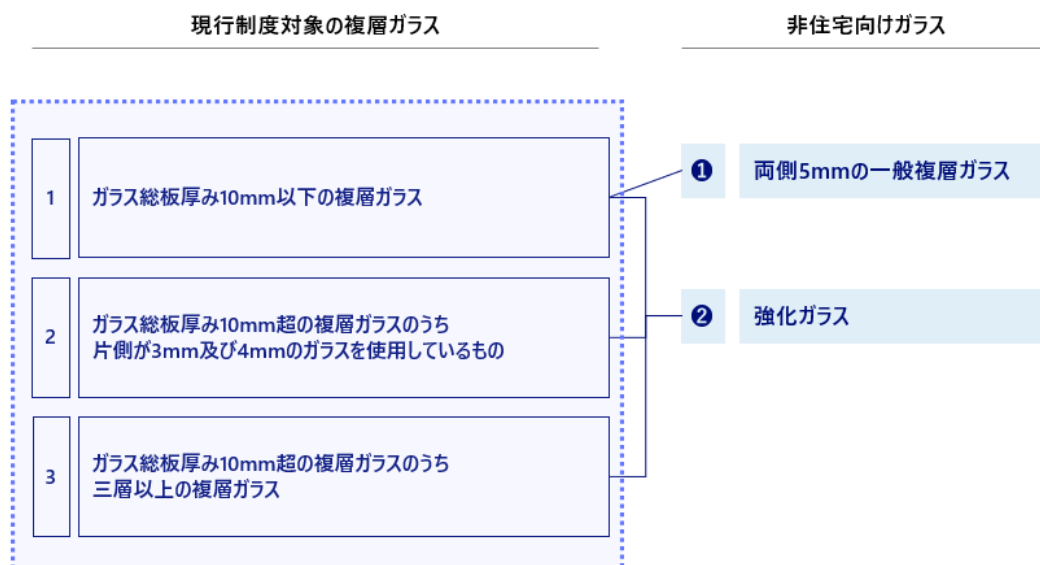 現行制度対象の複層ガラス
非住宅向けガラス
1
ガラス総板厚み10mm以下の複層ガラス
❶
両側5mmの一般複層ガラス
2
ガラス総板厚み10mm超の複層ガラスのうち
片側が3mm及び4mmのガラスを使用しているもの
❷
強化ガラス
3
ガラス総板厚み10mm超の複層ガラスのうち
三層以上の複層ガラス